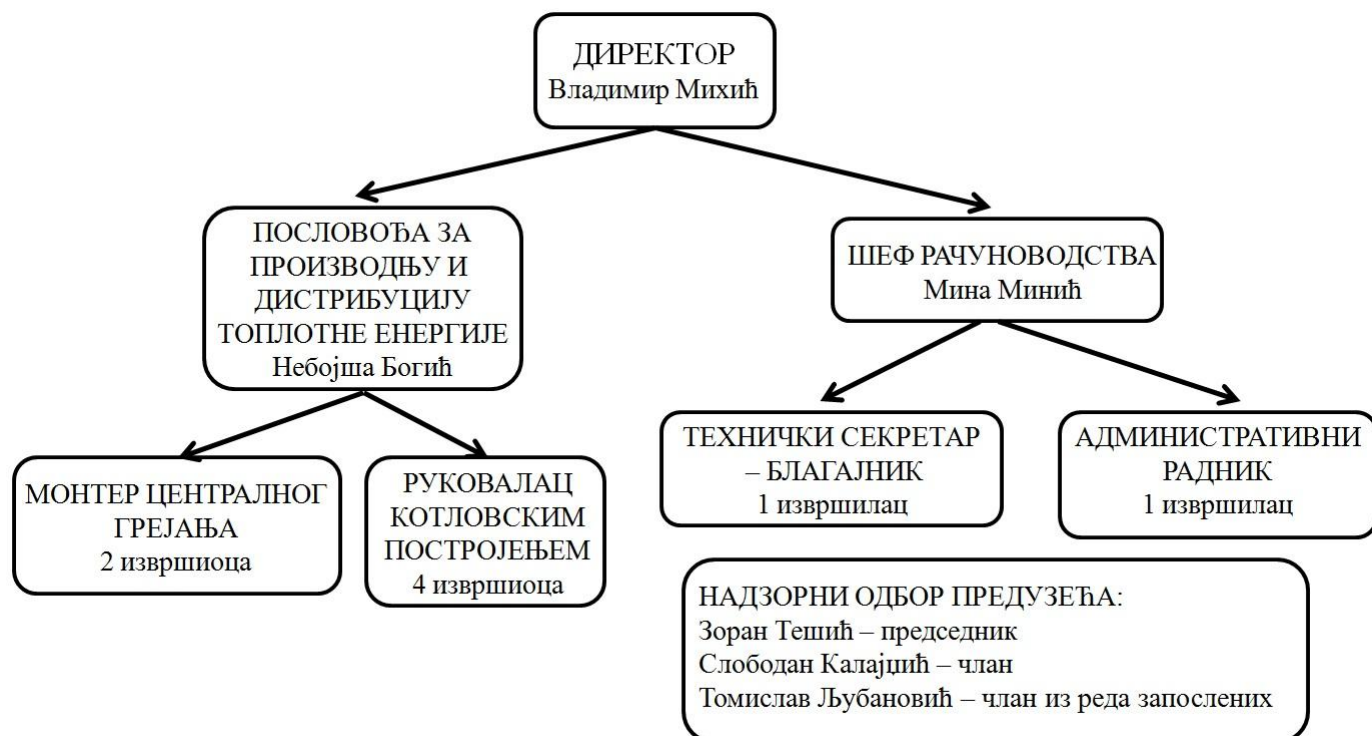 ДИРЕКТОР
Владимир Михић
ПОСЛОВОЂА ЗА
ПРОИЗВОДЊУ И
ДИСТРИБУЦИЈУ
ТОПЛОТНЕ ЕНЕРГИЈЕ
Небојша Богић
ШЕФ РАЧУНОВОДСТВА
Мина Минић
МОНТЕР ЦЕНТРАЛНОГ
ГРЕЈАЊА
2 извршиоца
РУКОВАЛАЦ
КОТЛОВСКИМ
ПОСТРОЈЕЊЕМ
4 извршиоца
ТЕХНИЧКИ СЕКРЕТАР
– БЛАГАЈНИК
1 извршилац
АДМИНИСТРАТИВНИ
РАДНИК
1 извршилац
НАДЗОРНИ ОДБОР ПРЕДУЗЕЋА:
Зоран Тешић – председник
Слободан Калајџић – члан
Томислав Љубановић – члан из реда запослених